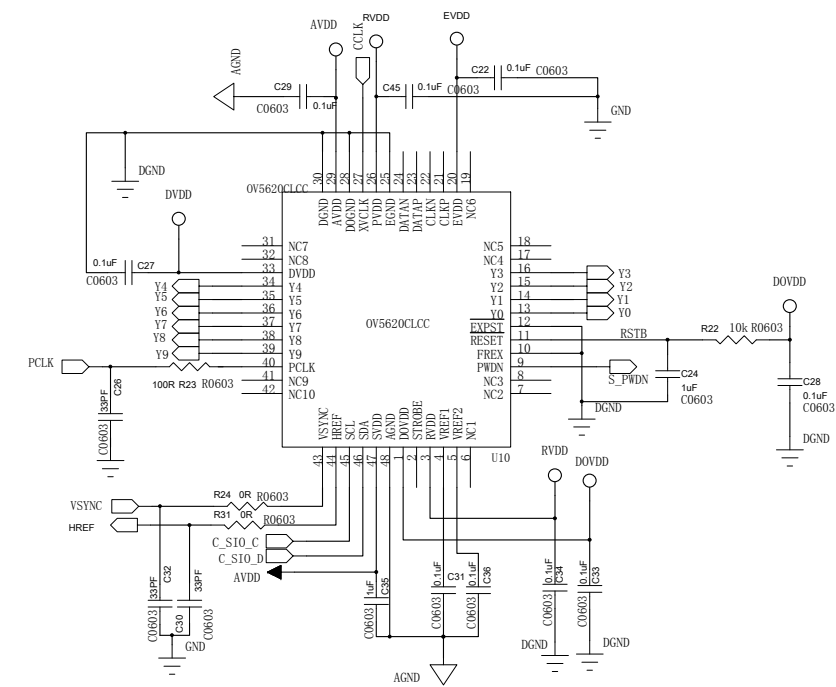 AVDD
RVDD
EVDD
CCLK
AGND
C29
0.1uF
C0603
C45
0.1uF
C0603
C22
0.1uF
C0603
GND
DGND
DVDD
0.1uF
C27
C0603
OV5620CLCC
30
29
28
27
26
25
24
23
22
21
20
19
DGND
AVDD
DOGND
XVCLK
PVDD
EGND
DATAN
DATAP
CLKN
CLKP
EVDD
NC6
31 NC7
32 NC8
33 DVDD
Y4 34 Y4
Y5 35 Y5
Y6 36 Y6
Y7 37 Y7
Y8 38 Y8
Y9 39 Y9
PCLK 40 PCLK
41 NC9
42 NC10
100R R23 R0603
33PF
C26
C0603
OV5620CLCC
NC5 18
NC4 17
Y3 16 Y3
Y2 15 Y2
Y1 14 Y1
Y0 13 Y0
EXPST 12
RESET 11 RSTB
FREX 10
PWDN 9 S_PWDN
NC3 8
NC2 7
R22 10k R0603
DOVDD
C24
1uF
C0603
DGND
C28
0.1uF
C0603
DGND
VSYNC
HREF
SCL
SDA
SVDD
AGND
DOVDD
STROBE
RVDD
VREF1
VREF2
NC1
43
44
45
46
47
48
1
2
3
4
5
6
U10
VSYNC
R24 0R R0603
HREF
R31 0R R0603
C_SIO_C
C_SIO_D
AVDD
33PF
C32
C0603
33PF
C30
C0603
GND
1uF
C35
C0603
0.1uF
C31
C0603
0.1uF
C36
C0603
AGND
RVDD
DOVDD
0.1uF
C34
C0603
DGND
0.1uF
C33
C0603
DGND